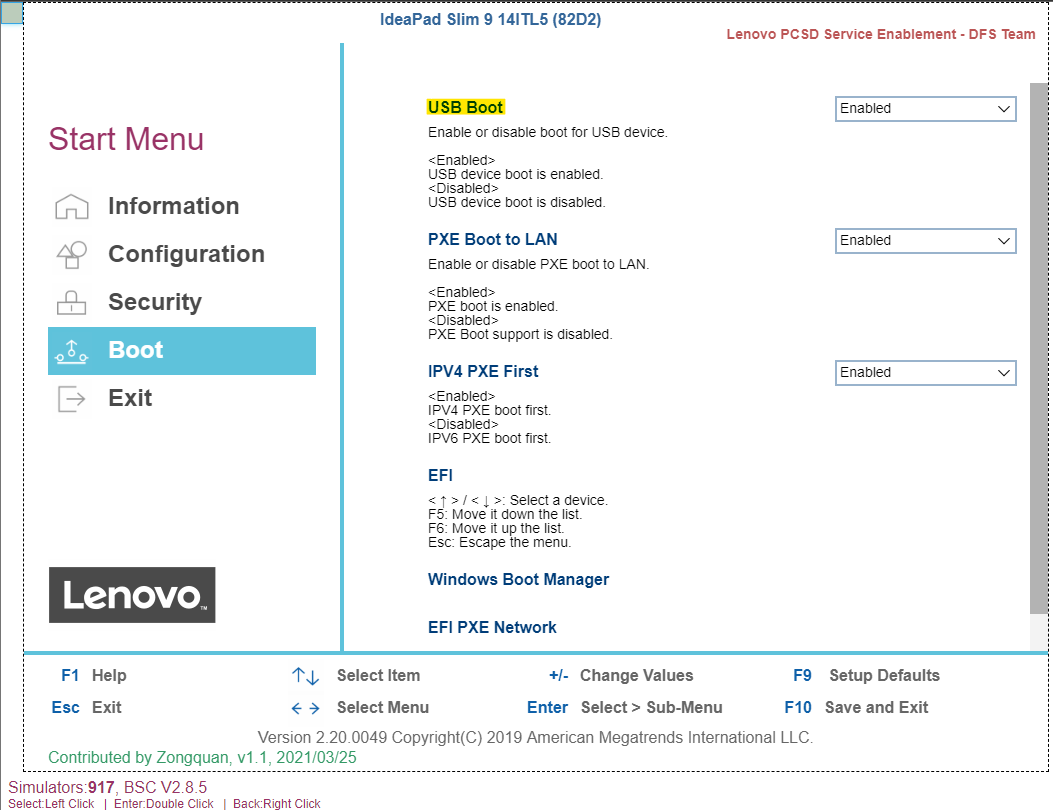 IdeaPad Slim 9 14ITL5 (82D2)
Lenovo PCSD Service Enablement - DFS Team
Start Menu
Information
Configuration
Security
Boot
Exit
Lenovo™
USB Boot
Enabled
Enable or disable boot for USB device.
<Enabled>
USB device boot is enabled.
<Disabled>
USB device boot is disabled.
PXE Boot to LAN
Enabled
Enable or disable PXE boot to LAN.
<Enabled>
PXE boot is enabled.
<Disabled>
PXE Boot support is disabled.
IPV4 PXE First
Enabled
<Enabled>
IPV4 PXE boot first.
<Disabled>
IPV6 PXE boot first.
EFI
< ↑ > / < ↓ >: Select a device.
F5: Move it down the list.
F6: Move it up the list.
Esc: Escape the menu.
Windows Boot Manager
EFI PXE Network
F1 Help ↑↓ Select Item +/- Change Values F9 Setup Defaults
Esc Exit ← → Select Menu Enter Select > Sub-Menu F10 Save and Exit
Version 2.20.0049 Copyright(C) 2019 American Megatrends International LLC.
Contributed by Zongquan, v1.1, 2021/03/25
Simulators:917, BSC V2.8.5
Select:Left Click | Enter:Double Click | Back:Right Click